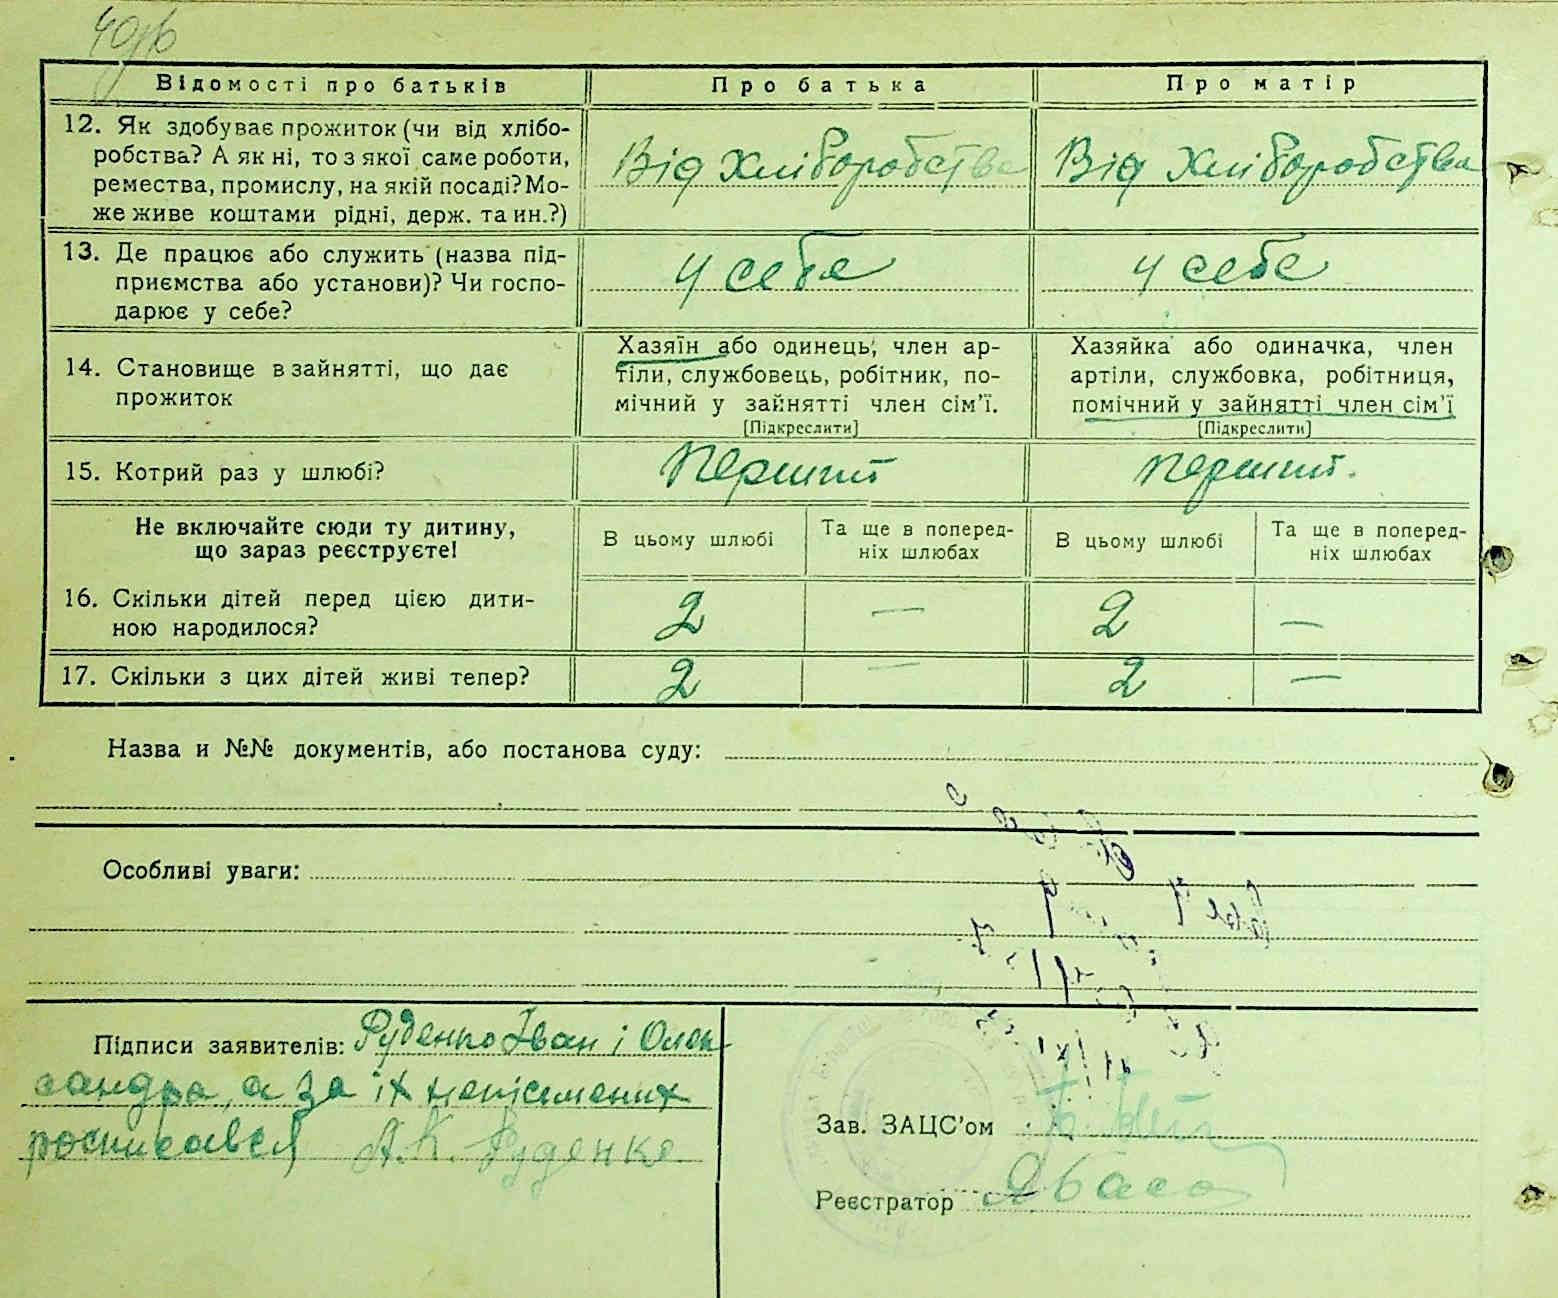 Відомості про батьків
Про батька
Про матір
12. Як здобуває прожиток (чи від хлібо-
робства? А як ні, то з якої саме роботи,
ремества, промислу, на якій посаді? Мо-
же живе коштами рідні, держ. та ин.?)
Від Хліборобства
Від Хліборобства
13. Де працює або служить (назва під-
приємства або установи)? Чи госпо-
дарює у себе?
У себе
У себе
14. Становище в зайнятті, що дає
прожиток
Хазяїн або одинець, член ар-
тіли, службовець, робітник, по-
мічний у зайнятті член сім'ї.
[Підкреслити]
Хазяйка або одиначка, член
артіли, службовка, робітниця,
помічний у зайнятті член сім'ї
[Підкреслити]
15. Котрий раз у шлюбі?
Перший
Перший.
Не включайте сюди ту дитину,
що зараз реєструєте!
В цьому шлюбі
Та ще в поперед-
ніх шлюбах
В цьому шлюбі
Та ще в поперед-
ніх шлюбах
16. Скільки дітей перед цією дити-
ною народилося?
2
—
2
—
17. Скільки з цих дітей живі тепер?
2
—
2
—
Назва и №№ документів, або постанова суду:
Особливі уваги:
Підписи заявителів: Руденко Іван і Олек
сандра, а за їх неписьмених
росписався А.К. Руденко
Зав. ЗАЦС'ом
Реєстратор